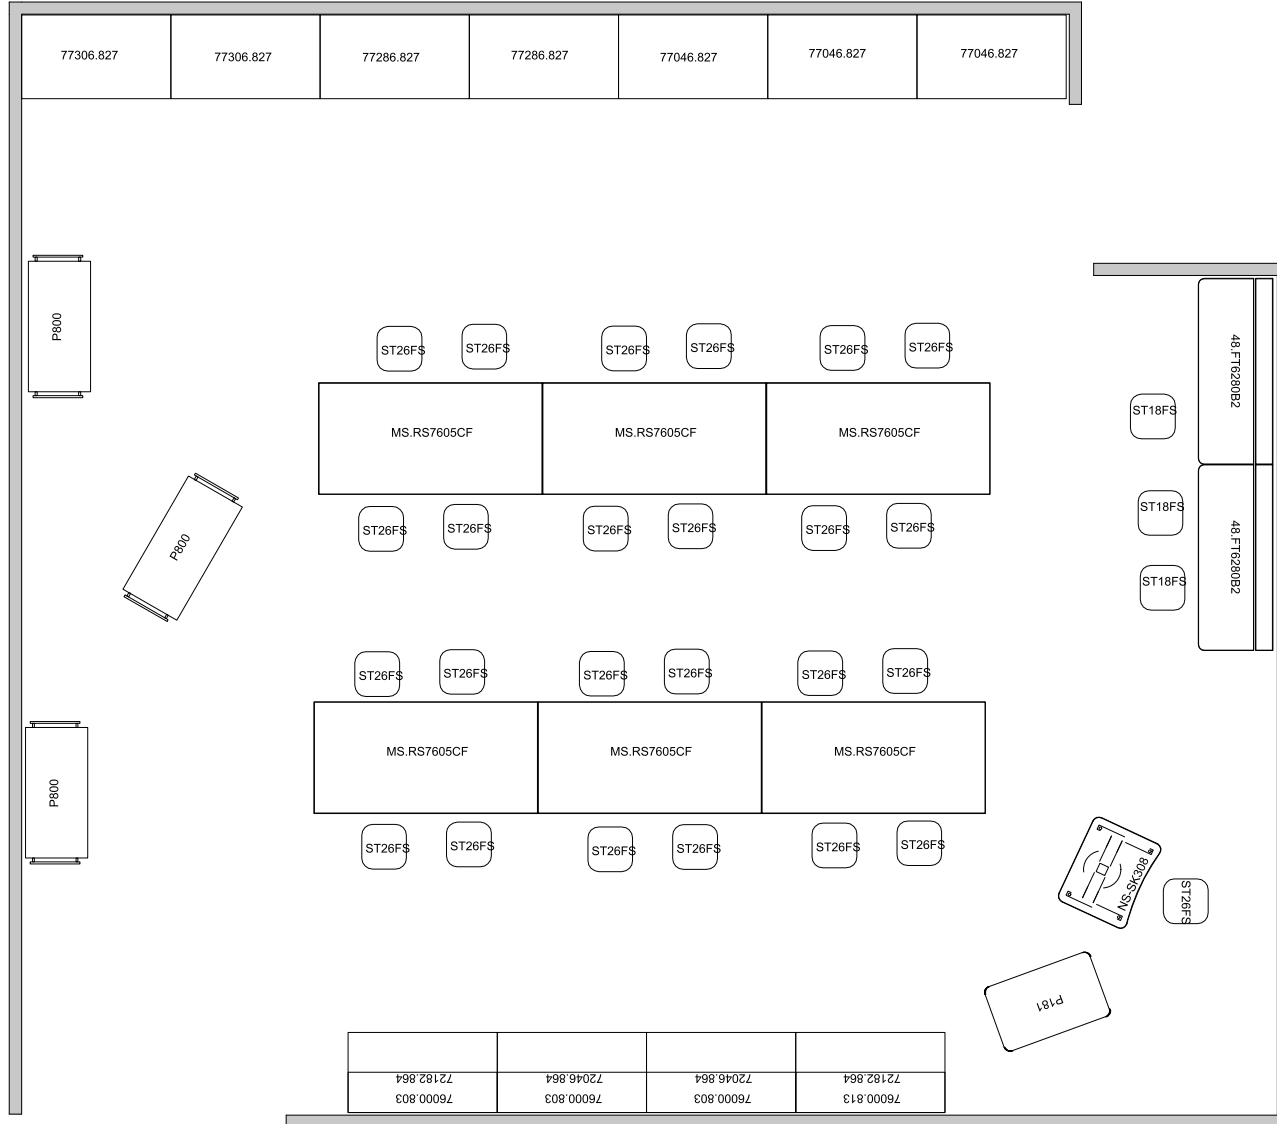 77306.827
77306.827
77286.827
77286.827
77046.827
77046.827
77046.827
P800
ST26FS
ST26FS
ST26FS
ST26FS
ST26FS
ST26FS
48.FT6280B2
ST18FS
MS.RS7605CF
MS.RS7605CF
MS.RS7605CF
ST18FS
ST26FS
ST26FS
ST26FS
ST26FS
ST26FS
ST26FS
P800
48.FT6280B2
ST18FS
ST26FS
ST26FS
ST26FS
ST26FS
ST26FS
ST26FS
MS.RS7605CF
MS.RS7605CF
MS.RS7605CF
P800
ST26FS
ST26FS
ST26FS
ST26FS
ST26FS
ST26FS
NS-SK308
ST26FS
P181
72182.864
72046.864
72046.864
72182.864
76000.803
76000.803
76000.803
76000.813